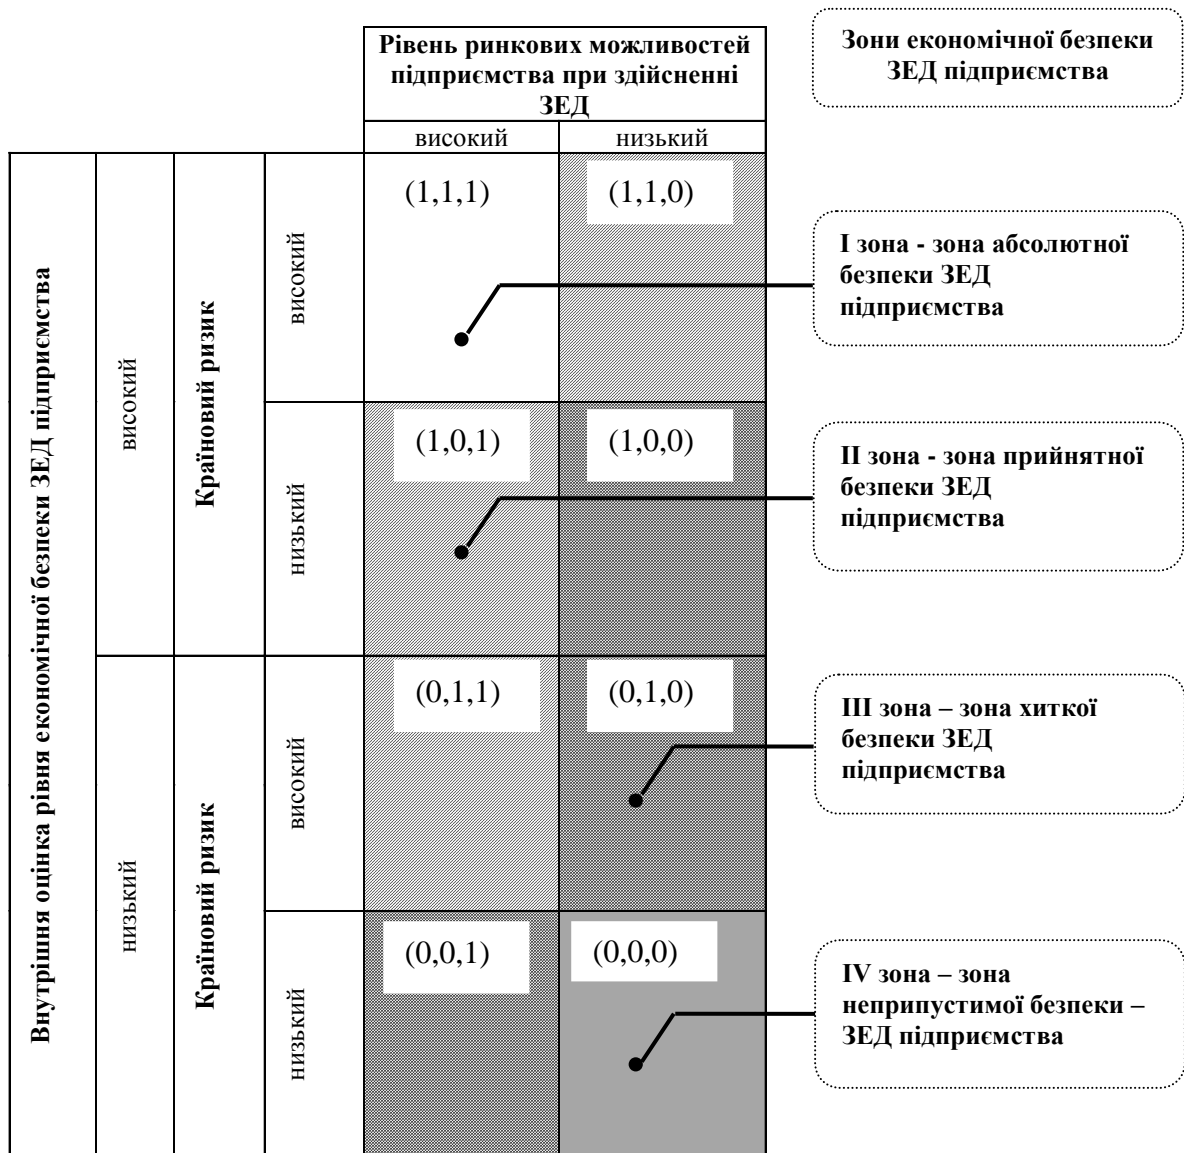 Рівень ринкових можливостей
підприємства при здійсненні
ЗЕД
високий
низький
Зони економічної безпеки
ЗЕД підприємства
Внутрішня оцінка рівня економічної безпеки ЗЕД підприємства
високий
Країновий ризик
високий
(1,1,1)
(1,1,0)
I зона - зона абсолютної
безпеки ЗЕД
підприємства
низький
(1,0,1)
(1,0,0)
II зона - зона прийнятної
безпеки ЗЕД
підприємства
низький
Країновий ризик
високий
(0,1,1)
(0,1,0)
III зона – зона хиткої
безпеки ЗЕД
підприємства
низький
(0,0,1)
(0,0,0)
IV зона – зона
неприпустимої безпеки –
ЗЕД підприємства